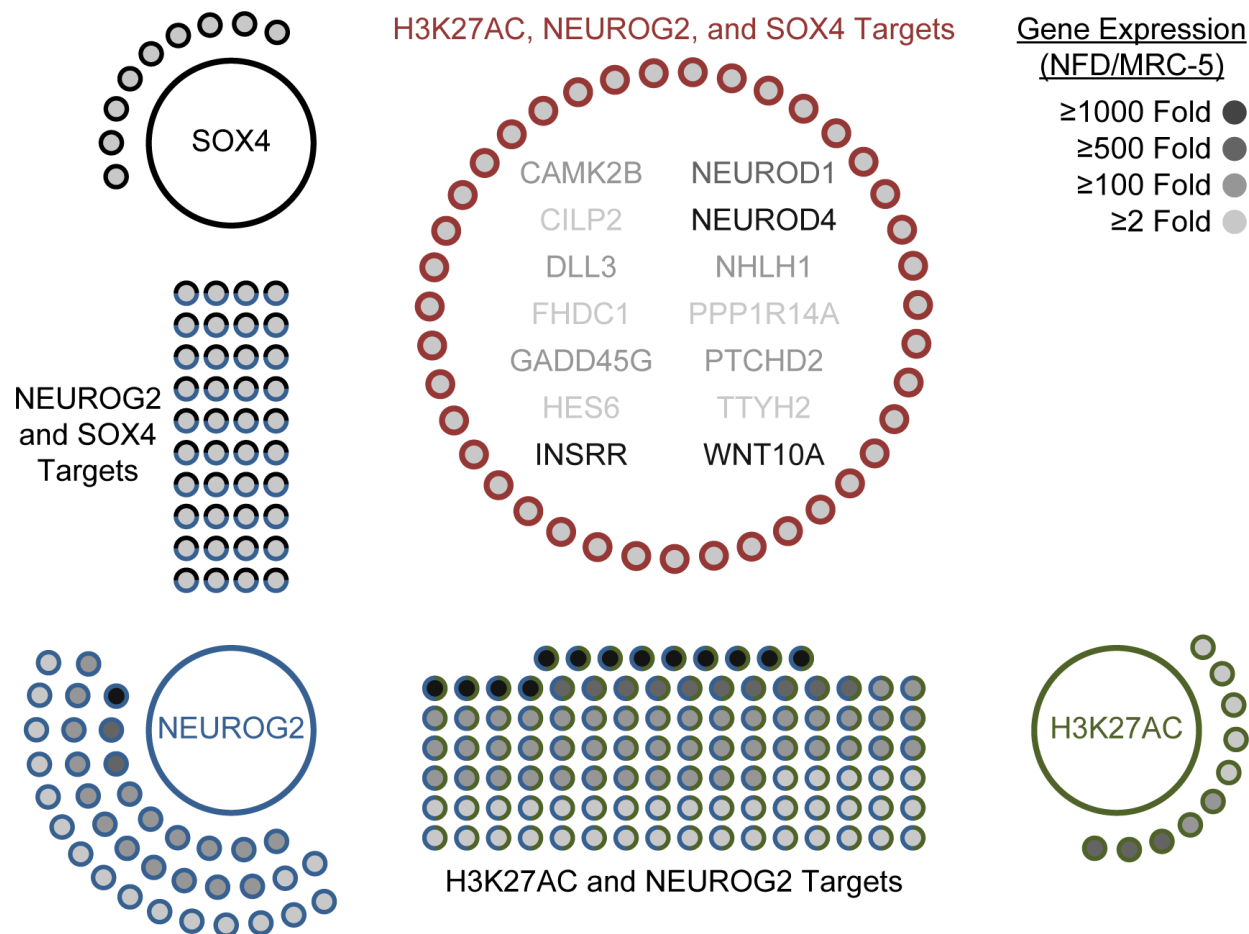 SOX4
H3K27AC, NEUROG2, and SOX4 Targets
CAMK2B NEUROD1
CILP2 NEUROD4
DLL3 NHLH1
FHDC1 PPP1R14A
GADD45G PTCHD2
HES6 TTYH2
INSRR WNT10A
Gene Expression
(NFD/MRC-5)
≥1000 Fold
≥500 Fold
≥100 Fold
≥2 Fold
NEUROG2
and SOX4
Targets
NEUROG2
H3K27AC and NEUROG2 Targets
H3K27AC